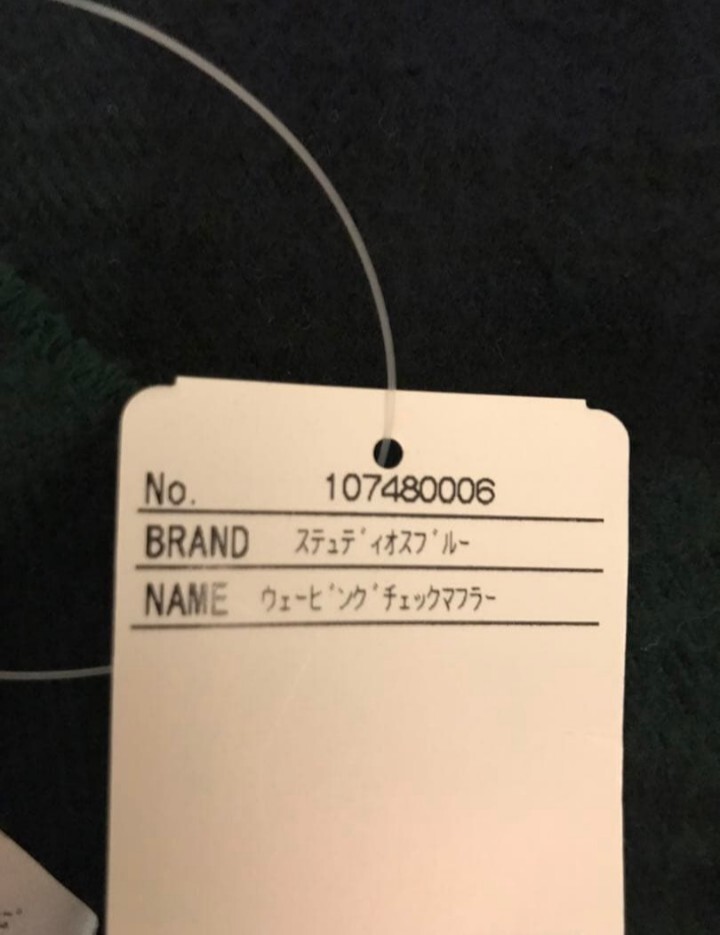 No. 107480006
BRAND ｽﾃｭﾃﾞｨｵｽﾌﾞﾙｰ
NAME ｳｪｰﾋﾞﾝｸﾞﾁｪｯｸﾏﾌﾗｰ